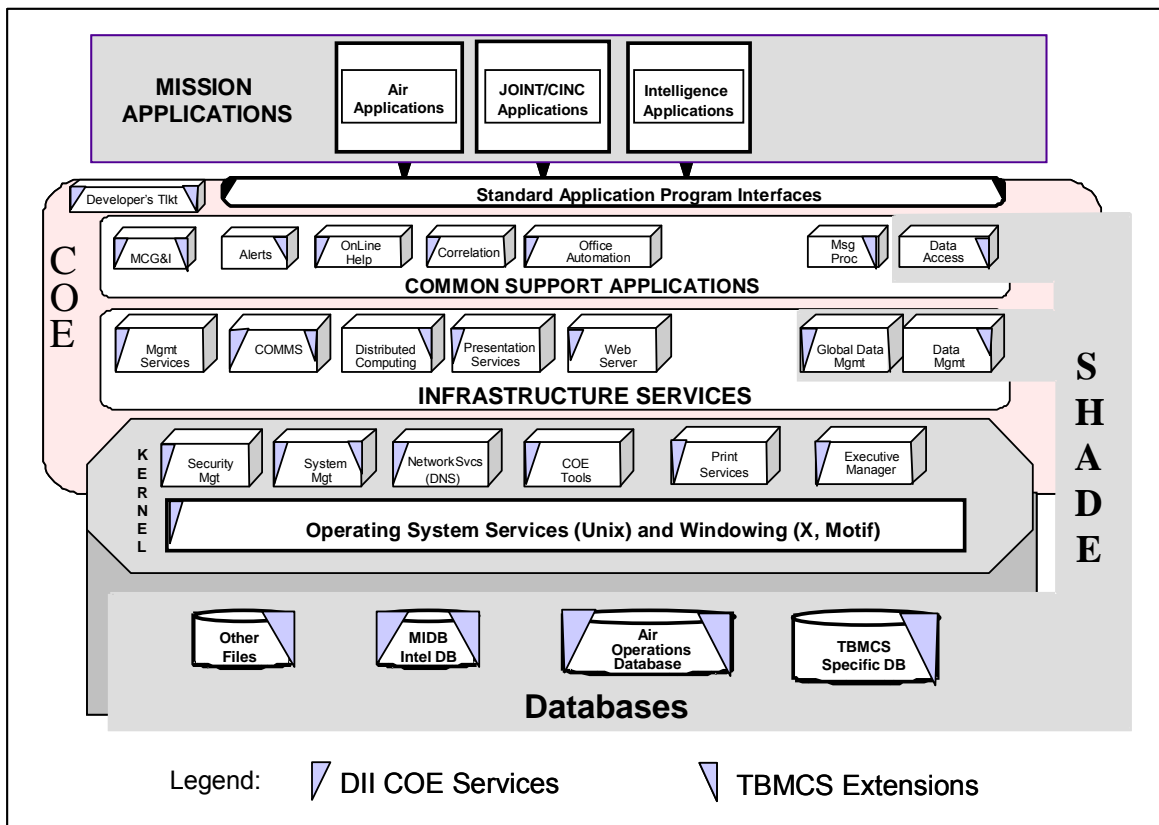 MISSION
APPLICATIONS
Air
Applications
JOINT/CINC
Applications
Intelligence
Applications
Developer's Tlkt
Standard Application Program Interfaces
COE
MCG&I
Alerts
OnLine
Help
Correlation
Office
Automation
Msg
Proc
Data
Access
COMMON SUPPORT APPLICATIONS
Mgmt
Services
COMMS
Distributed
Computing
Presentation
Services
Web
Server
Global Data
Mgmt
Data
Mgmt
INFRASTRUCTURE SERVICES
SHADE
KERNEL
Security
Mgt
System
Mgt
NetworkSvcs
(DNS)
COE
Tools
Print
Services
Executive
Manager
Operating System Services (Unix) and Windowing (X, Motif)
Other
Files
MIDB
Intel DB
Air
Operations
Database
TBMCS
Specific DB
Databases
Legend:
DII COE Services
TBMCS Extensions